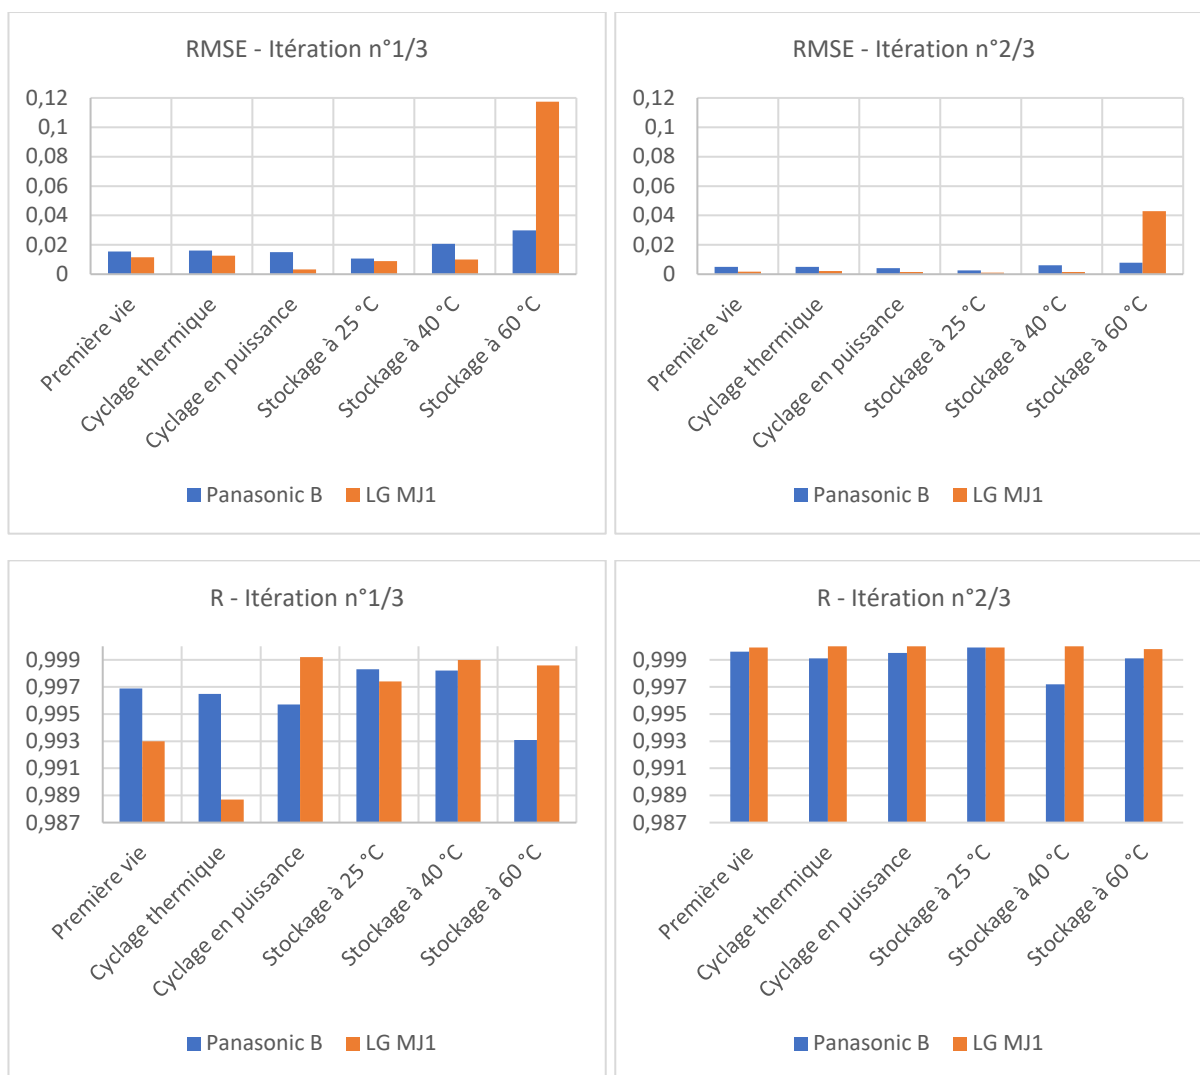 RMSE - Itération n°1/3
0,12
0,1
0,08
0,06
0,04
0,02
0
Première vie
Cyclage thermique
Cyclage en puissance
Stockage à 25 °C
Stockage à 40 °C
Stockage à 60 °C
Panasonic B LG MJ1
RMSE - Itération n°2/3
0,12
0,1
0,08
0,06
0,04
0,02
0
Première vie
Cyclage thermique
Cyclage en puissance
Stockage à 25 °C
Stockage à 40 °C
Stockage à 60 °C
Panasonic B LG MJ1
R - Itération n°1/3
0,999
0,997
0,995
0,993
0,991
0,989
0,987
Première vie
Cyclage thermique
Cyclage en puissance
Stockage à 25 °C
Stockage à 40 °C
Stockage à 60 °C
Panasonic B LG MJ1
R - Itération n°2/3
0,999
0,997
0,995
0,993
0,991
0,989
0,987
Première vie
Cyclage thermique
Cyclage en puissance
Stockage à 25 °C
Stockage à 40 °C
Stockage à 60 °C
Panasonic B LG MJ1